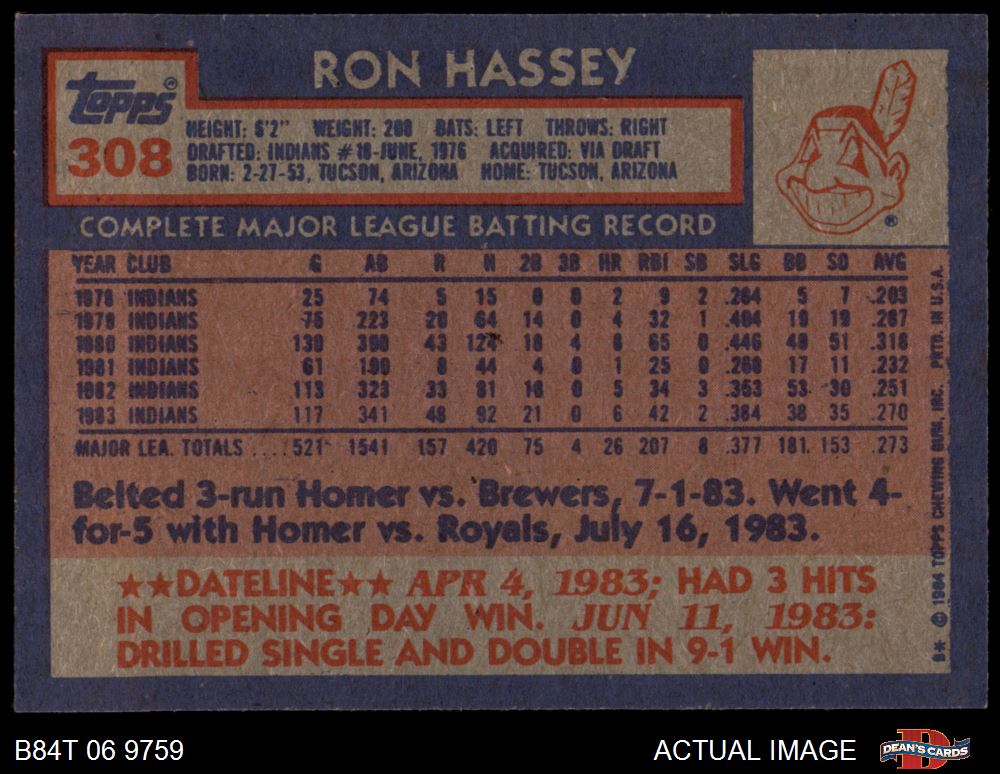 RON HASSEY
Topps®
308
HEIGHT: 6'2" WEIGHT: 200 BATS: LEFT THROWS: RIGHT
DRAFTED: INDIANS #18-JUNE, 1976 ACQUIRED: VIA DRAFT
BORN: 2-27-53, TUCSON, ARIZONA HOME: TUCSON, ARIZONA
®
COMPLETE MAJOR LEAGUE BATTING RECORD
YEAR CLUB G AB R H 2B 3B HR RBI SB SLG BB SO AVG
1978 INDIANS 25 74 5 15 0 0 2 9 2 .284 5 7 .203
1979 INDIANS 75 223 20 64 14 0 4 32 1 .404 19 19 .287
1980 INDIANS 130 390 43 124 18 4 8 65 0 .446 49 51 .318
1981 INDIANS 61 190 8 44 4 0 1 25 0 .268 17 11 .232
1982 INDIANS 113 323 33 81 18 0 5 34 3 .353 53 30 .251
1983 INDIANS 117 341 48 92 21 0 6 42 2 .384 38 35 .270
MAJOR LEA. TOTALS .... 521 1541 157 420 75 4 26 207 8 .377 181 153 .273
Belted 3-run Homer vs. Brewers, 7-1-83. Went 4-
for-5 with Homer vs. Royals, July 16, 1983.
★★DATELINE★★ APR 4, 1983; HAD 3 HITS
IN OPENING DAY WIN. JUN 11, 1983:
DRILLED SINGLE AND DOUBLE IN 9-1 WIN.
B* © 1984 TOPPS CHEWING GUM, INC. PRTD. IN U.S.A.
B84T 06 9759
ACTUAL IMAGE
DEAN'S CARDS